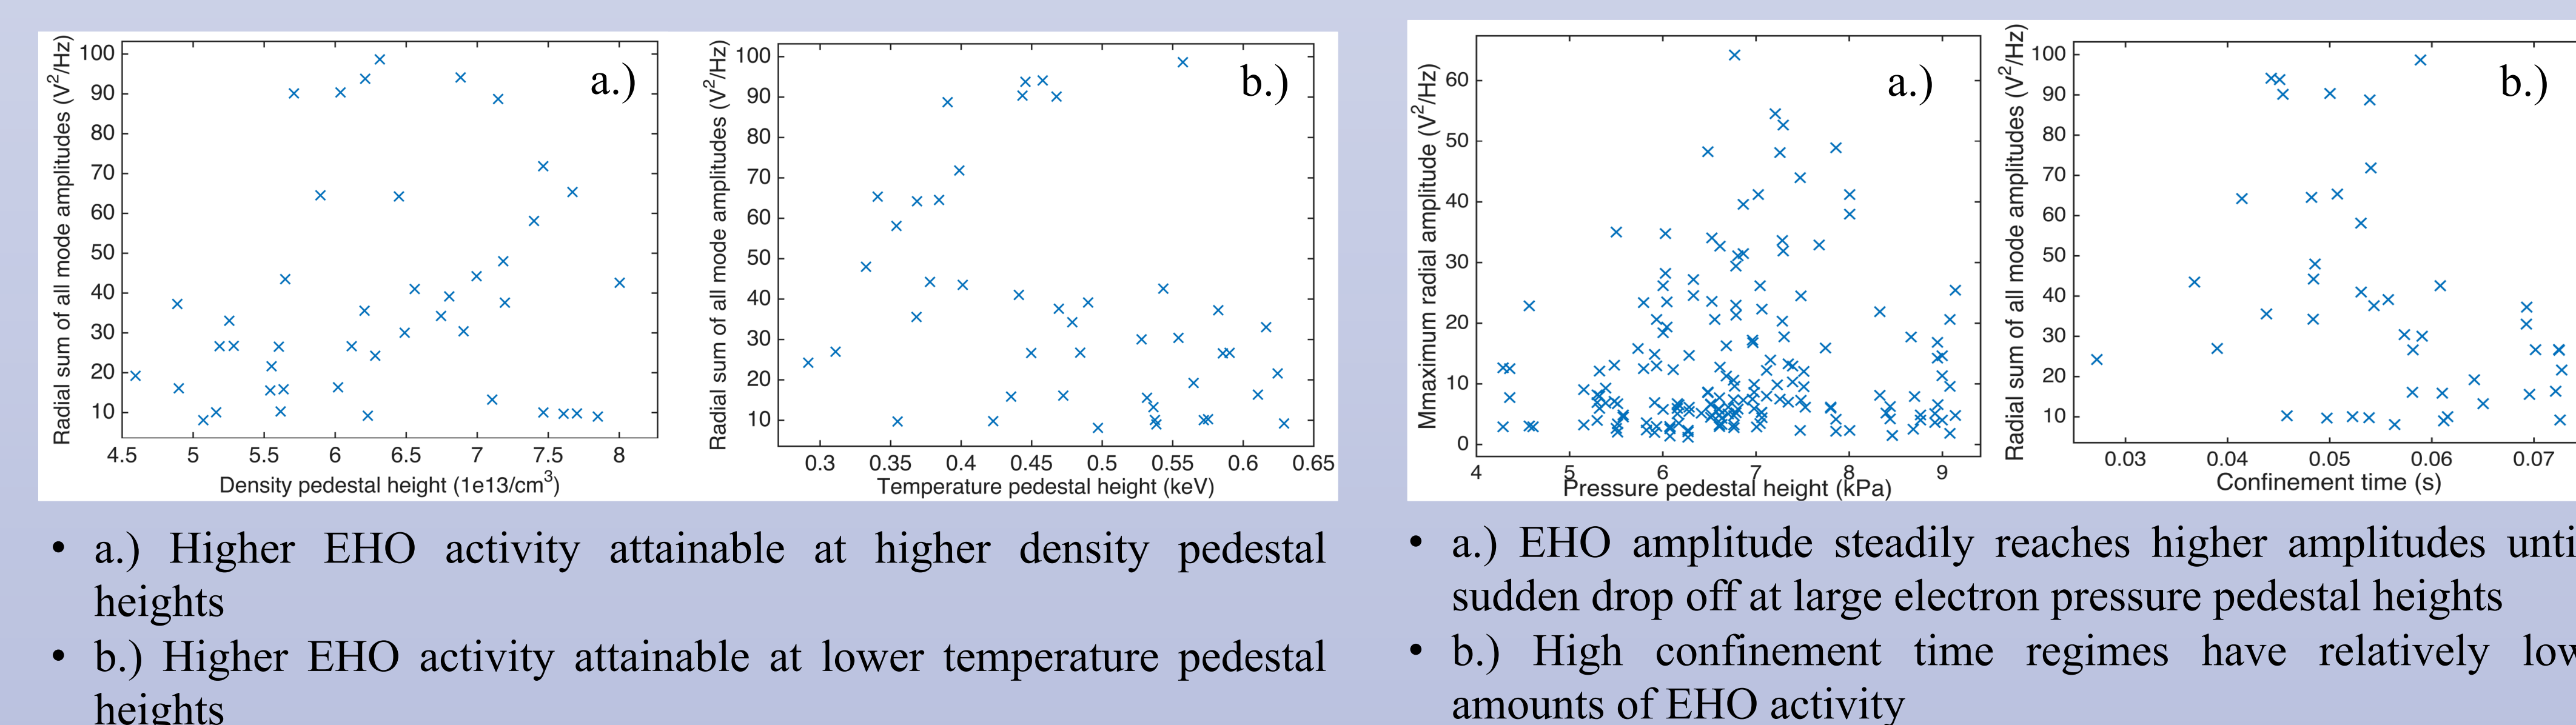 Radial sum of all mode amplitudes (V²/Hz)
100
90
80
70
60
50
40
30
20
10
a.)
4.5 5 5.5 6 6.5 7 7.5 8
Density pedestal height (1e13/cm³)
Radial sum of all mode amplitudes (V²/Hz)
100
90
80
70
60
50
40
30
20
10
b.)
0.3 0.35 0.4 0.45 0.5 0.55 0.6 0.65
Temperature pedestal height (keV)
• a.) Higher EHO activity attainable at higher density pedestal
heights
• b.) Higher EHO activity attainable at lower temperature pedestal
heights
Mmaximum radial amplitude (V²/Hz)
60
50
40
30
20
10
0
a.)
4 5 6 7 8 9
Pressure pedestal height (kPa)
Radial sum of all mode amplitudes (V²/Hz)
100
90
80
70
60
50
40
30
20
10
b.)
0.03 0.04 0.05 0.06 0.07
Confinement time (s)
• a.) EHO amplitude steadily reaches higher amplitudes unti
sudden drop off at large electron pressure pedestal heights
• b.) High confinement time regimes have relatively low
amounts of EHO activity